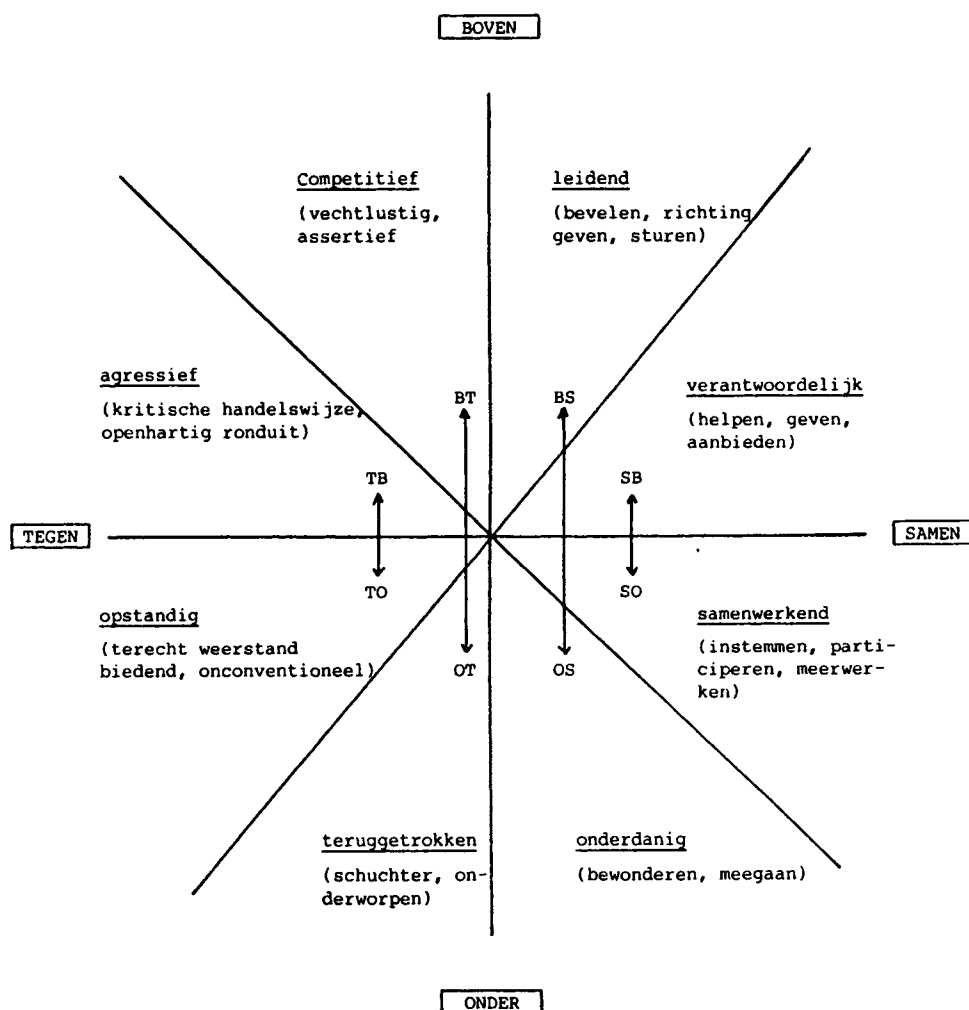 BOVEN
Competitief
(vechtlustig,
assertief
leidend
(bevelen, richting
geven, sturen)
agressief
(kritische handelswijze,
openhartig ronduit)
BT
BS
verantwoordelijk
(helpen, geven,
aanbieden)
TB
SB
TEGEN
SAMEN
TO
SO
opstandig
(terecht weerstand
biedend, onconventioneel)
OT
OS
samenwerkend
(instemmen, parti-
ciperen, meerwer-
ken)
teruggetrokken
(schuchter, on-
derworpen)
onderdanig
(bewonderen, meegaan)
ONDER